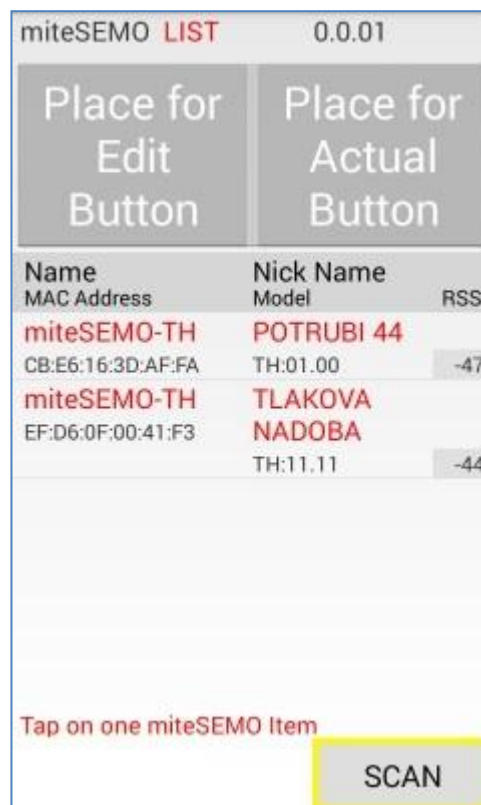 miteSEMO LIST 0.0.01
Place for Edit Button
Place for Actual Button
Name Nick Name
MAC Address Model RSS
miteSEMO-TH POTRUBI 44
CB:E6:16:3D:AF:FA TH:01.00 -47
miteSEMO-TH TLAKOVA
EF:D6:0F:00:41:F3 NADOBA
TH:11.11 -44
Tap on one miteSEMO Item
SCAN